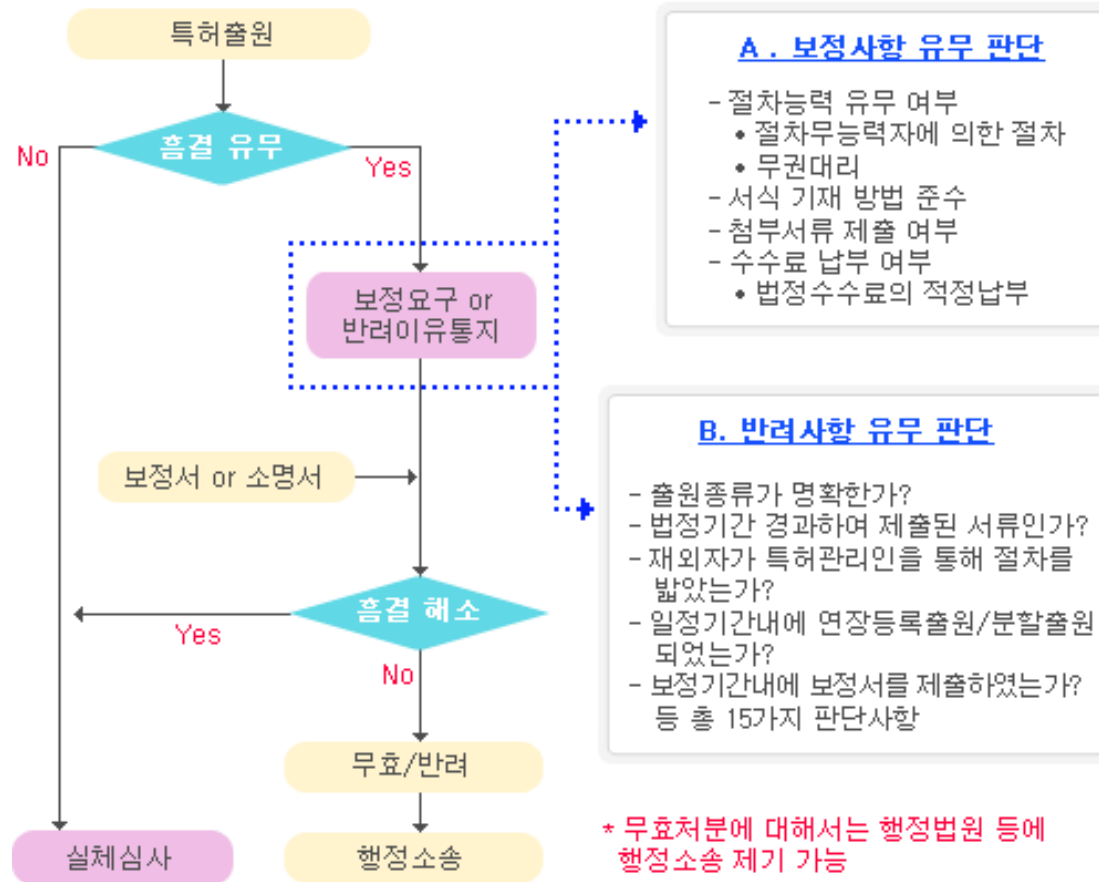 특허출원
흠결 유무
No
Yes
보정요구 or
반려이유통지
보정서 or 소명서
흠결 해소
Yes
No
무효/반려
실체심사
행정소송
A . 보정사항 유무 판단
- 절차능력 유무 여부
• 절차무능력자에 의한 절차
• 무권대리
- 서식 기재 방법 준수
- 첨부서류 제출 여부
- 수수료 납부 여부
• 법정수수료의 적정납부
B. 반려사항 유무 판단
- 출원종류가 명확한가?
- 법정기간 경과하여 제출된 서류인가?
- 재외자가 특허관리인을 통해 절차를
밟았는가?
- 일정기간내에 연장등록출원/분할출원
되었는가?
- 보정기간내에 보정서를 제출하였는가?
등 총 15가지 판단사항
* 무효처분에 대해서는 행정법원 등에
행정소송 제기 가능